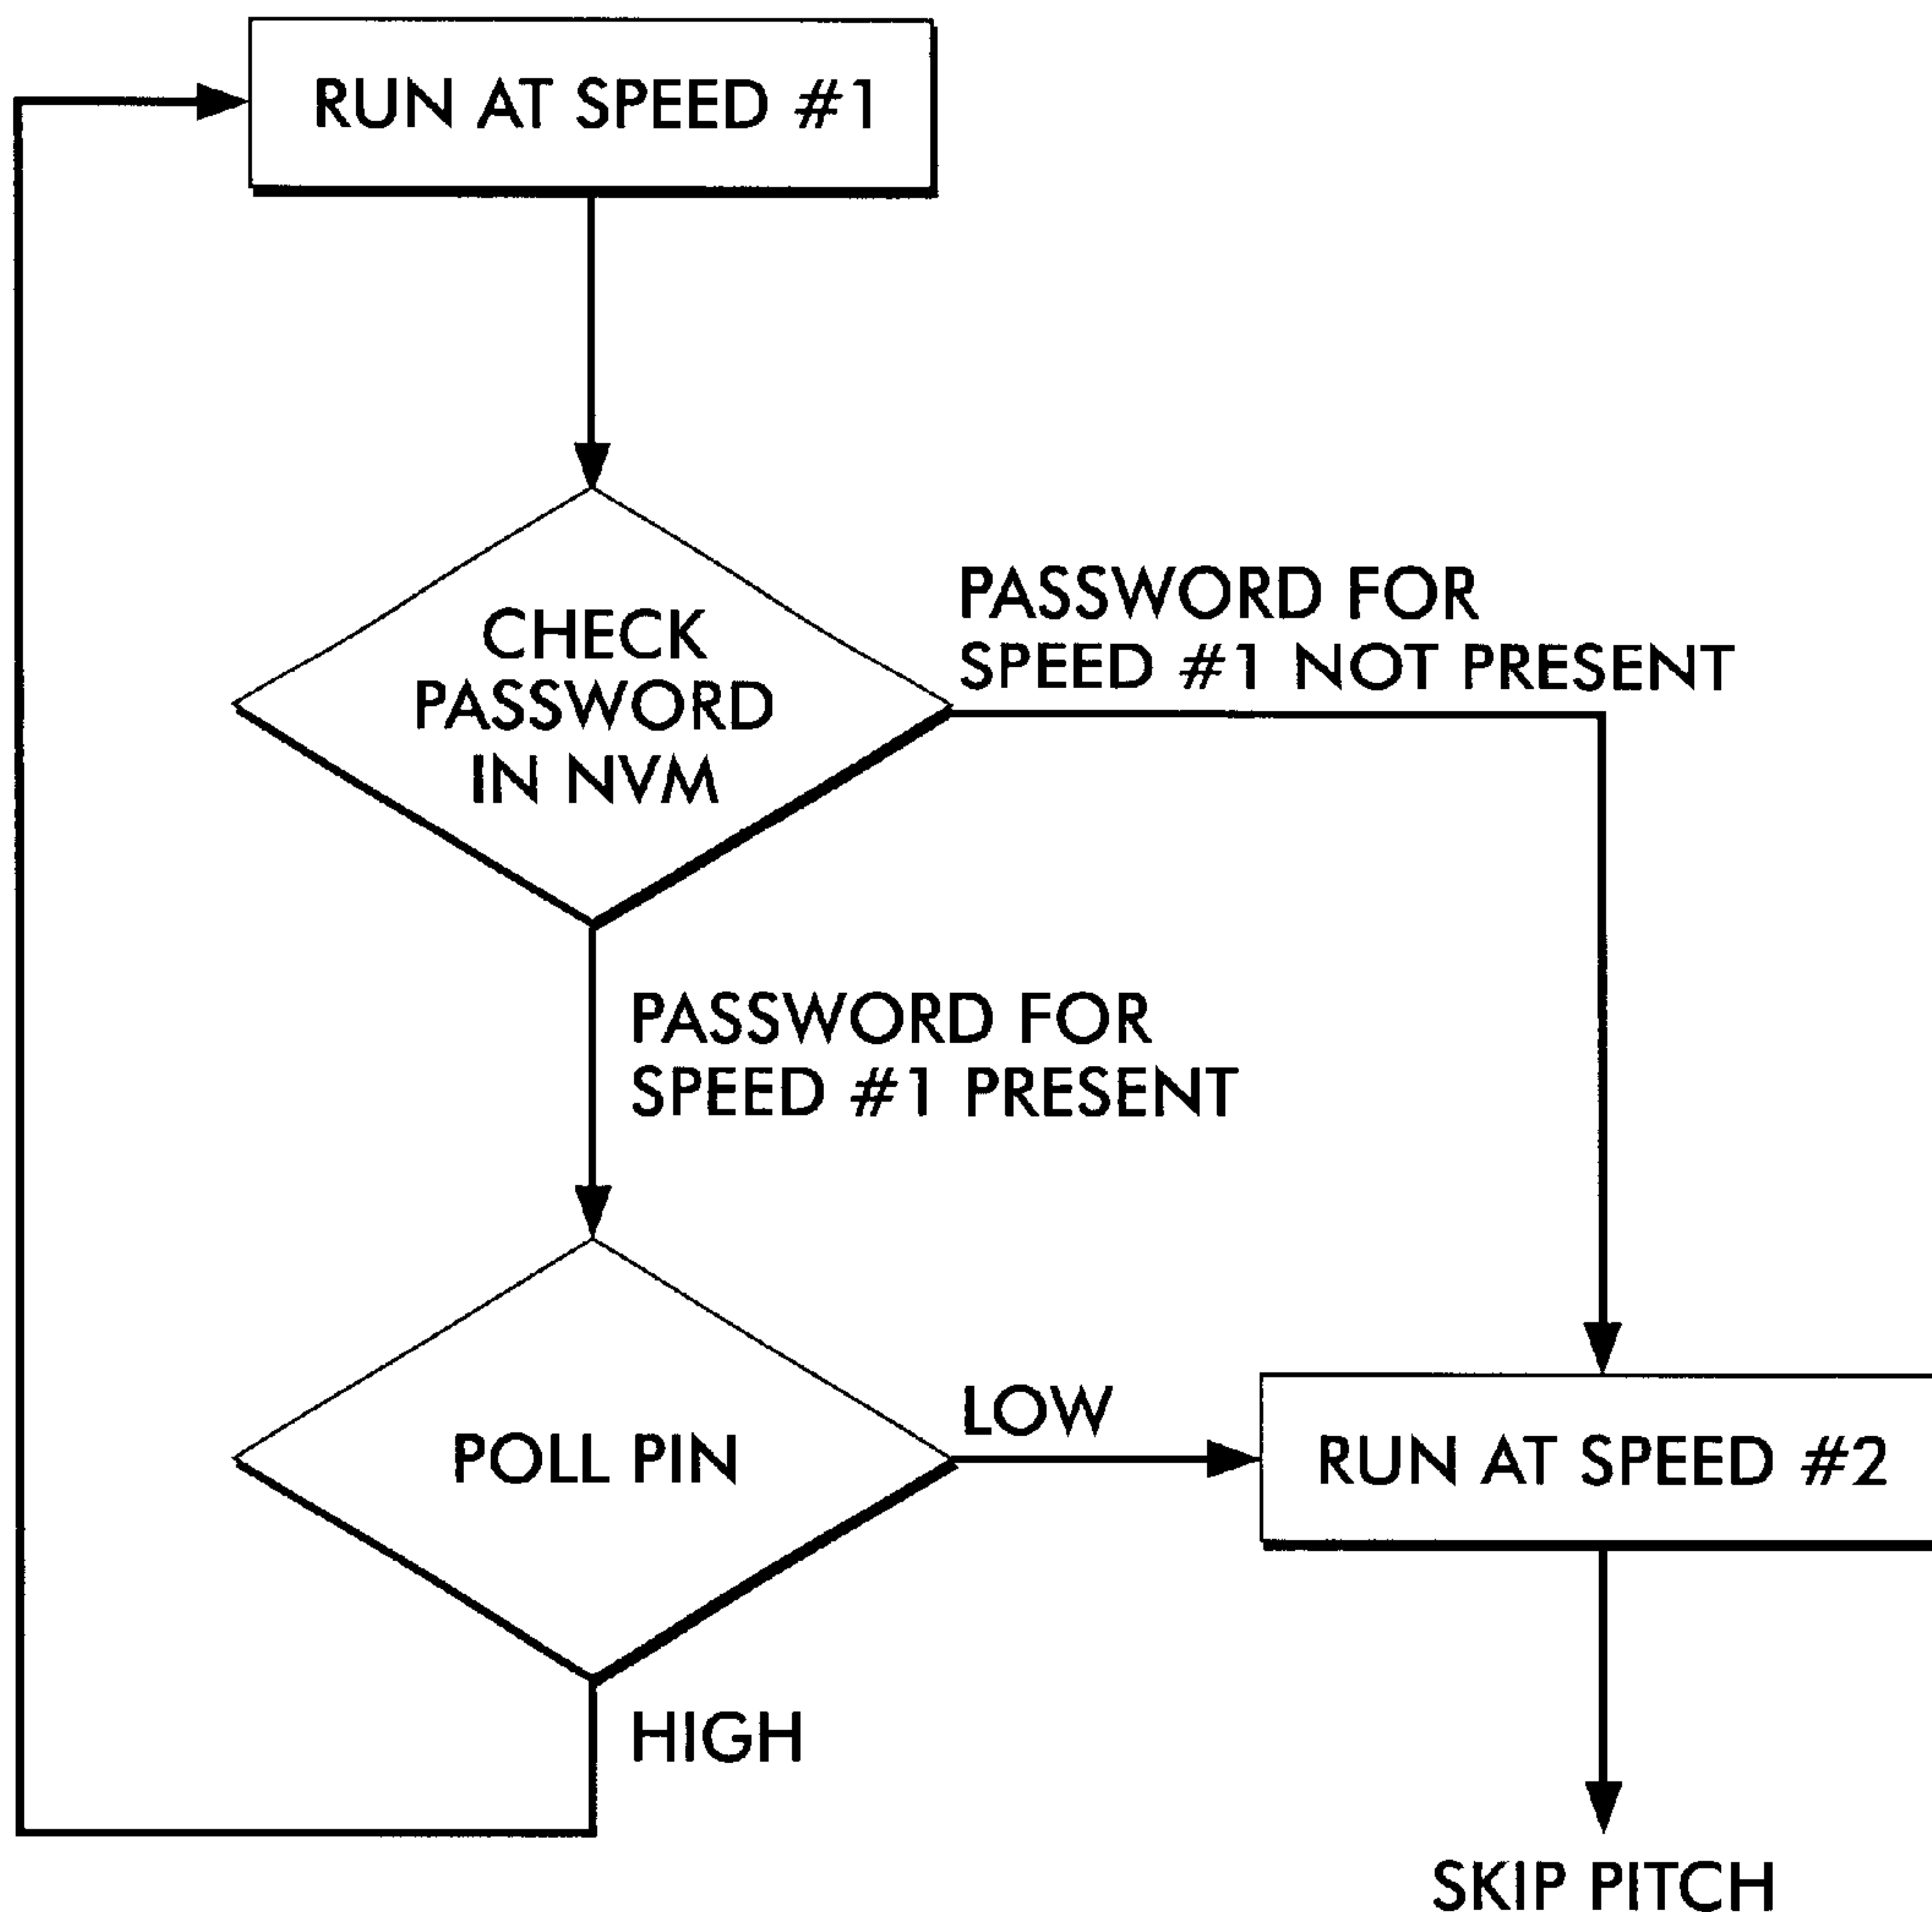 RUN AT SPEED #1
CHECK
PASSWORD
IN NVM
PASSWORD FOR
SPEED #1 NOT PRESENT
PASSWORD FOR
SPEED #1 PRESENT
POLL PIN
LOW
RUN AT SPEED #2
HIGH
SKIP PITCH